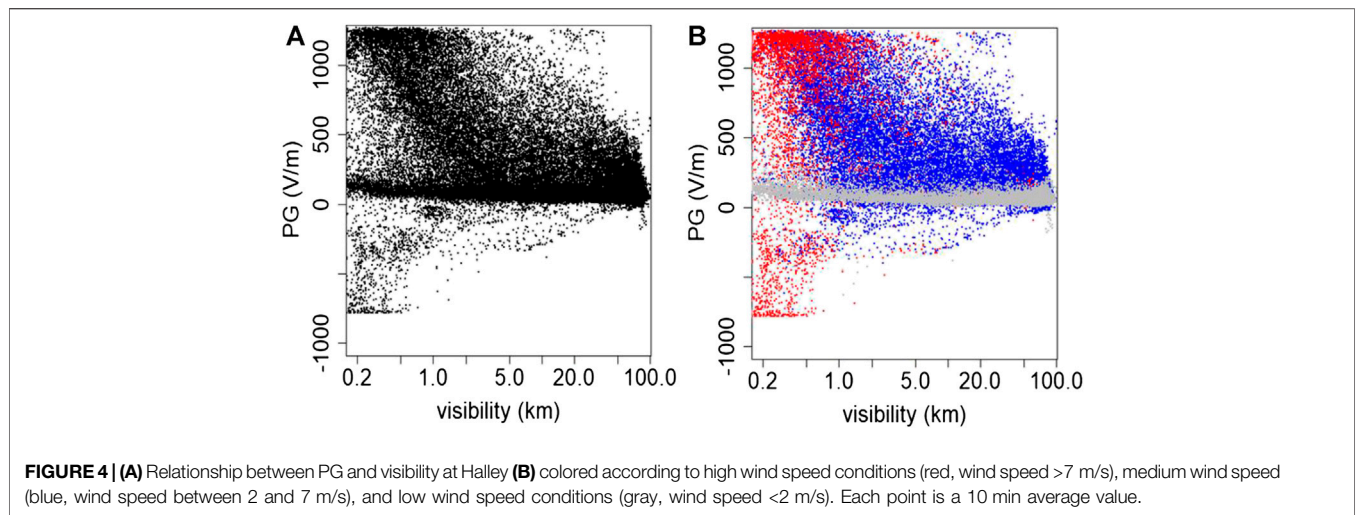 A
PG (V/m)
1000
500
0
-1000
0.2 1.0 5.0 20.0 100.0
visibility (km)
B
PG (V/m)
1000
500
0
-1000
0.2 1.0 5.0 20.0 100.0
visibility (km)
FIGURE 4 | (A) Relationship between PG and visibility at Halley (B) colored according to high wind speed conditions (red, wind speed >7 m/s), medium wind speed
(blue, wind speed between 2 and 7 m/s), and low wind speed conditions (gray, wind speed <2 m/s). Each point is a 10 min average value.